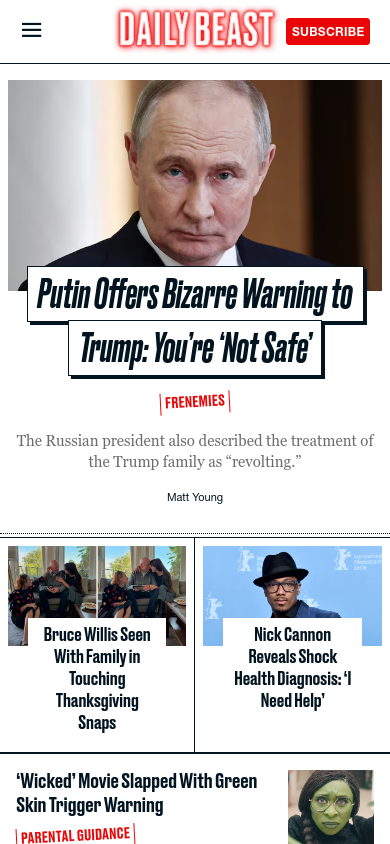 DAILY BEAST
SUBSCRIBE
Putin Offers Bizarre Warning to
Trump: You’re ‘Not Safe’
FRENEMIES
The Russian president also described the treatment of
the Trump family as “revolting.”
Matt Young
Bruce Willis Seen
With Family in
Touching
Thanksgiving
Snaps
Nick Cannon
Reveals Shock
Health Diagnosis: ‘I
Need Help’
‘Wicked’ Movie Slapped With Green
Skin Trigger Warning
PARENTAL GUIDANCE